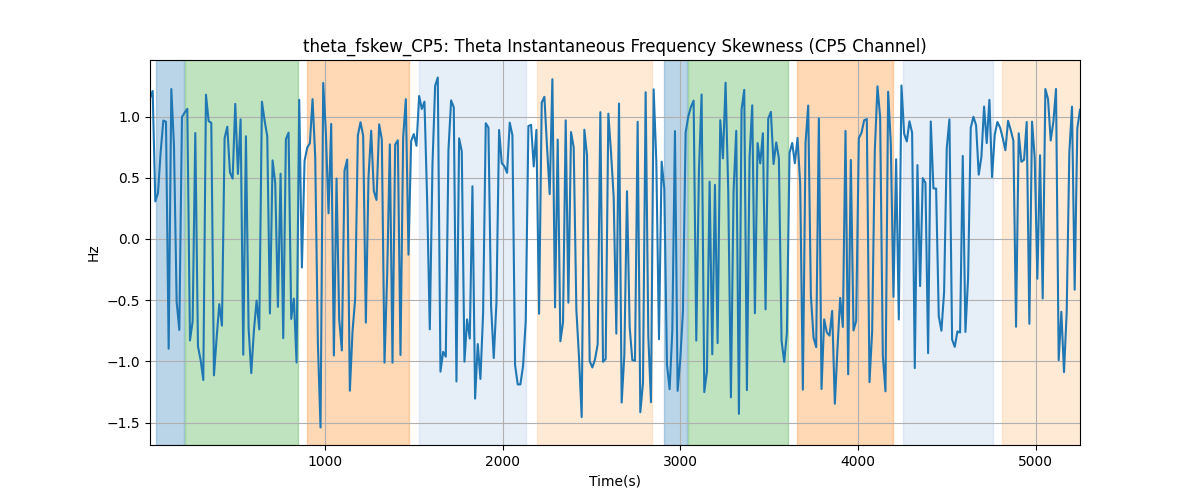 theta_fskew_CP5: Theta Instantaneous Frequency Skewness (CP5 Channel)
1.0
0.5
0.0
−0.5
−1.0
−1.5
Hz
1000 2000 3000 4000 5000
Time(s)